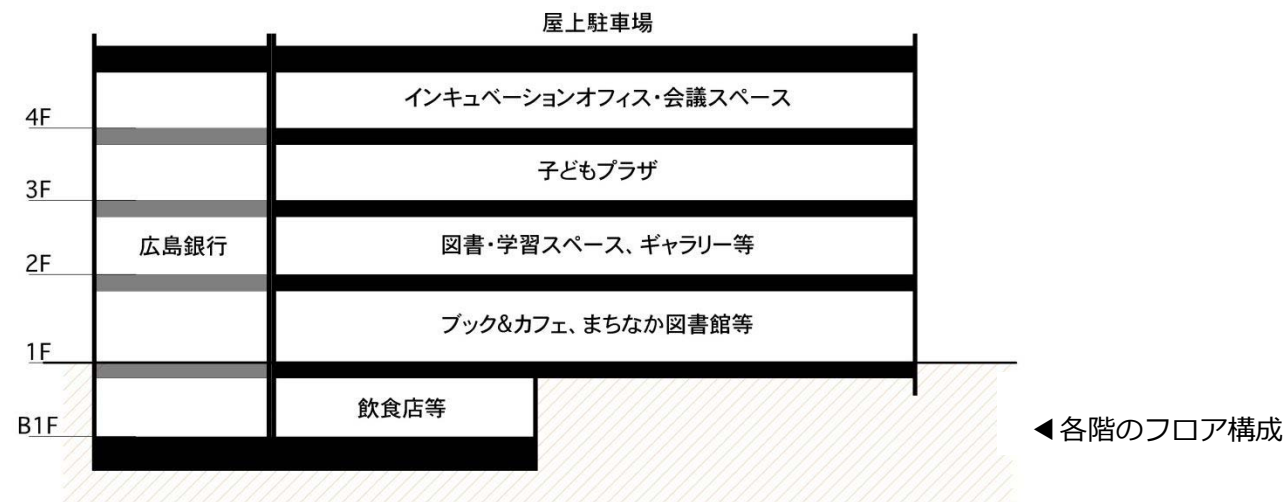 屋上駐車場
インキュベーションオフィス・会議スペース
4F
子どもプラザ
3F
広島銀行
図書・学習スペース、ギャラリー等
2F
ブック&カフェ、まちなか図書館等
1F
飲食店等
B1F
◀各階のフロア構成